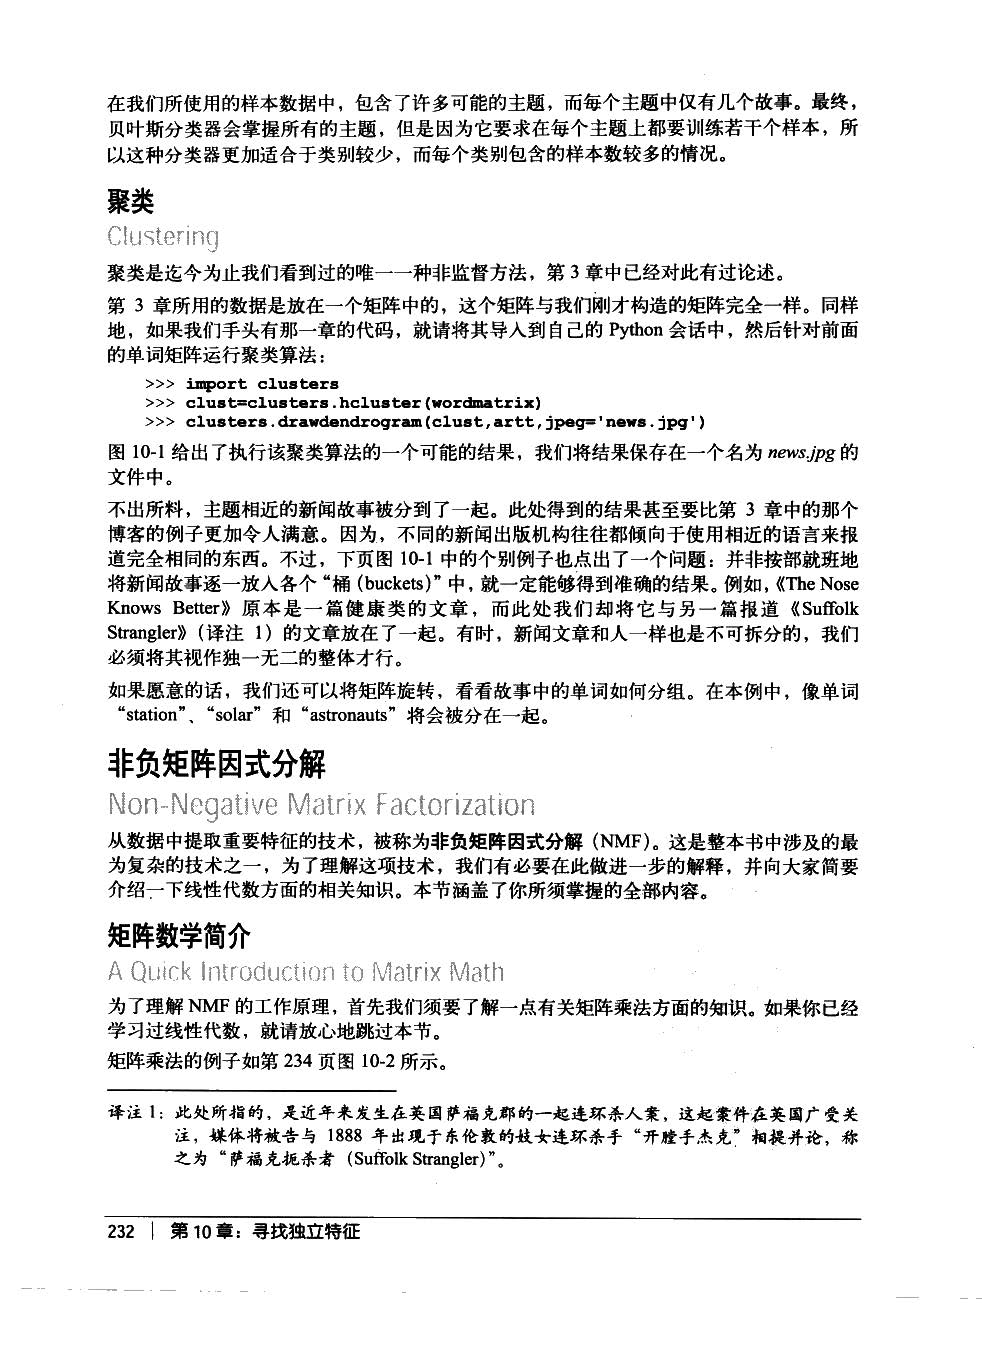 在我们所使用的样本数据中，包含了许多可能的主题，而每个主题中仅有几个故事。最终，
贝叶斯分类器会掌握所有的主题，但是因为它要求在每个主题上都要训练若干个样本，所
以这种分类器更加适合于类别较少，而每个类别包含的样本数较多的情况。
聚类
Clustering
聚类是迄今为止我们看到过的唯一一种非监督方法，第 3 章中已经对此有过论述。
第 3 章所用的数据是放在一个矩阵中的，这个矩阵与我们刚才构造的矩阵完全一样。同样
地，如果我们手头有那一章的代码，就请将其导入到自己的 Python 会话中，然后针对前面
的单词矩阵运行聚类算法：
>>> import clusters
>>> clust=clusters.hcluster(wordmatrix)
>>> clusters.drawdendrogram(clust,artt,jpeg='news.jpg')
图 10-1 给出了执行该聚类算法的一个可能的结果，我们将结果保存在一个名为 news.jpg 的
文件中。
不出所料，主题相近的新闻故事被分到了一起。此处得到的结果甚至要比第 3 章中的那个
博客的例子更加令人满意。因为，不同的新闻出版机构往往都倾向于使用相近的语言来报
道完全相同的东西。不过，下页图 10-1 中的个别例子也点出了一个问题：并非按部就班地
将新闻故事逐一放入各个“桶 (buckets)”中，就一定能够得到准确的结果。例如，《The Nose
Knows Better》原本是一篇健康类的文章，而此处我们却将它与另一篇报道《Suffolk
Strangler》（译注 1）的文章放在了一起。有时，新闻文章和人一样也是不可拆分的，我们
必须将其视作独一无二的整体才行。
如果愿意的话，我们还可以将矩阵旋转，看看故事中的单词如何分组。在本例中，像单词
“station”、“solar”和“astronauts”将会被分在一起。
非负矩阵因式分解
Non-Negative Matrix Factorization
从数据中提取重要特征的技术，被称为非负矩阵因式分解（NMF）。这是整本书中涉及的最
为复杂的技术之一，为了理解这项技术，我们有必要在此做进一步的解释，并向大家简要
介绍一下线性代数方面的相关知识。本节涵盖了你所须掌握的全部内容。
矩阵数学简介
A Quick Introduction to Matrix Math
为了理解 NMF 的工作原理，首先我们须要了解一点有关矩阵乘法方面的知识。如果你已经
学习过线性代数，就请放心地跳过本节。
矩阵乘法的例子如第 234 页图 10-2 所示。
译注 1：此处所指的，是近年来发生在英国萨福克郡的一起连环杀人案，这起案件在英国广受关
注，媒体将被告与 1888 年出现于东伦敦的妓女连环杀手“开膛手杰克”相提并论，称
之为“萨福克扼杀者 (Suffolk Strangler)”。
232 | 第 10 章：寻找独立特征